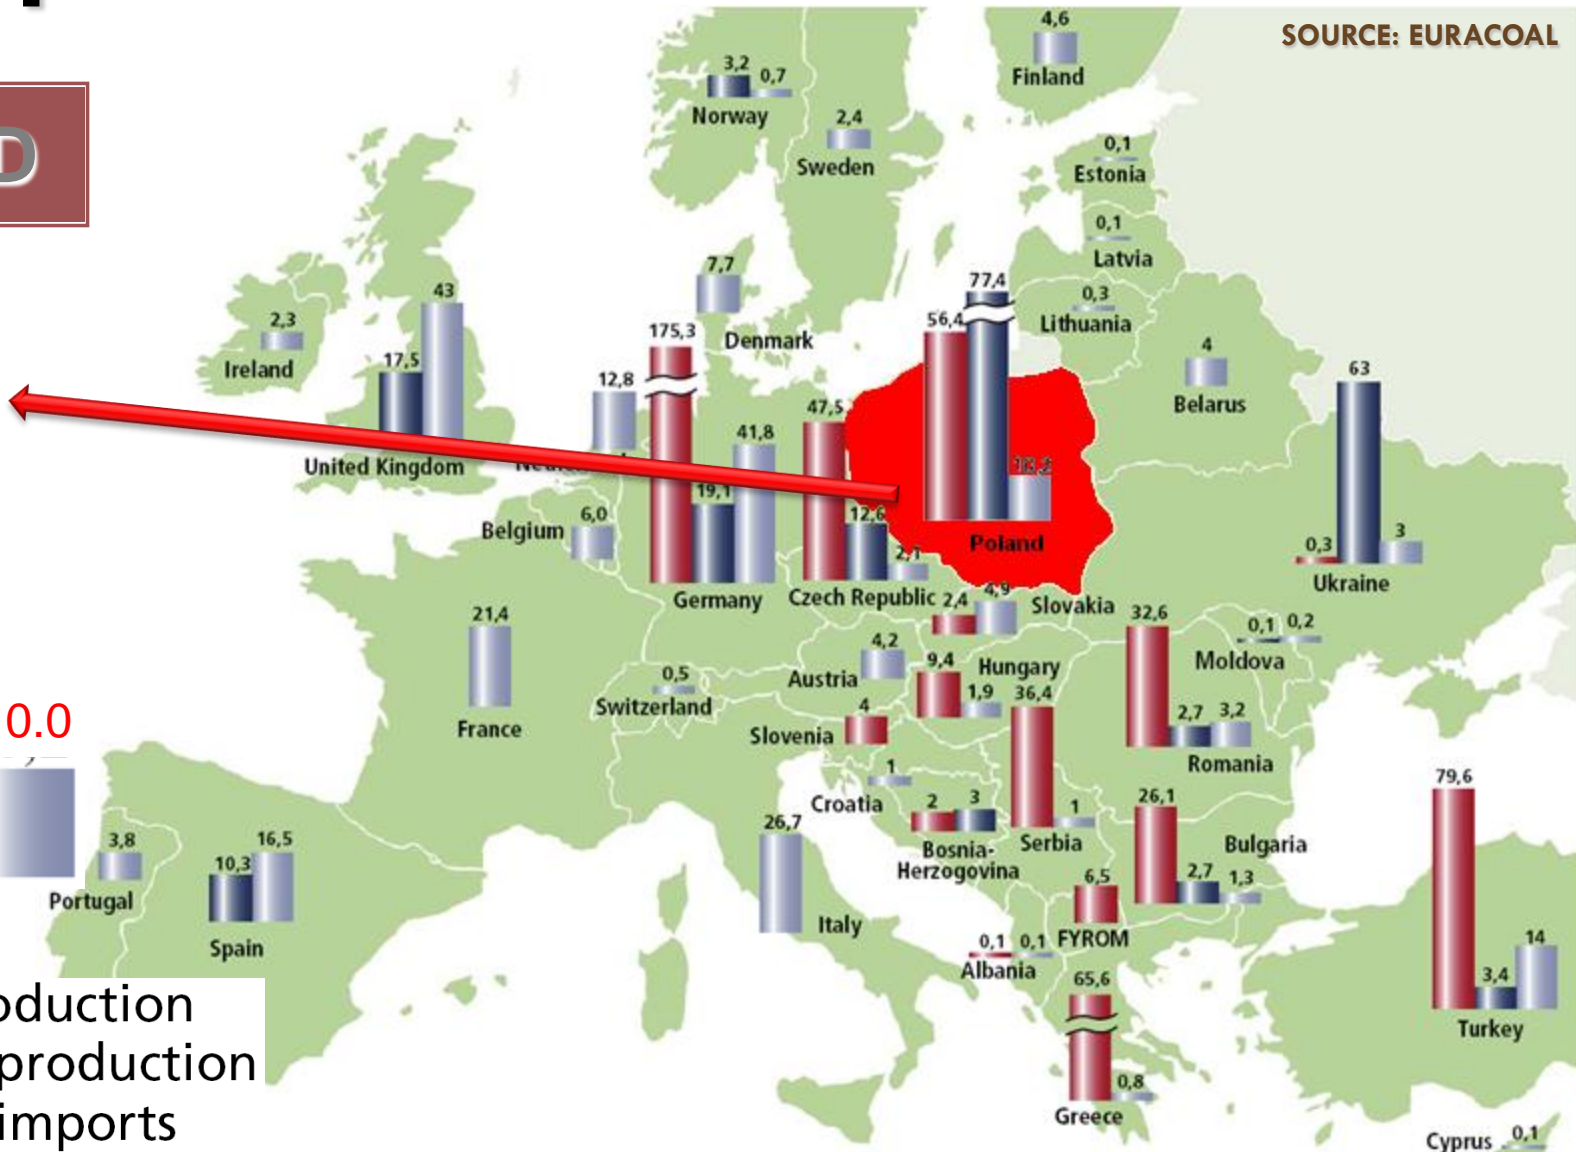 SOURCE: EURACOAL
4,6
Finland
3,2 0,7
Norway
2,4
Sweden
0,1
Estonia
0,1
Latvia
0,3
Lithuania
D
7,7
Denmark
43
17,5
United Kingdom
2,3
Ireland
12,8
175,3
41,8
19,1
Germany
47,5
12,6
2,1
Czech Republic
77,4
56,4
Poland
4
Belarus
63
0,3
3
Ukraine
6,0
Belgium
2,4 4,9
Slovakia
21,4
France
0,5
Switzerland
4,2
Austria
9,4
1,9
Hungary
32,6
2,7 3,2
Romania
0,1 0,2
Moldova
4
Slovenia
36,4
1
Serbia
1
Croatia
2 3
Bosnia-
Herzogovina
26,7
Italy
26,1
2,7 1,3
Bulgaria
6,5
FYROM
0,1 0,1
Albania
79,6
3,4
14
Turkey
65,6
0,8
Greece
0,1
Cyprus
0.0
3,8
Portugal
10,3 16,5
Spain
oduction
production
imports